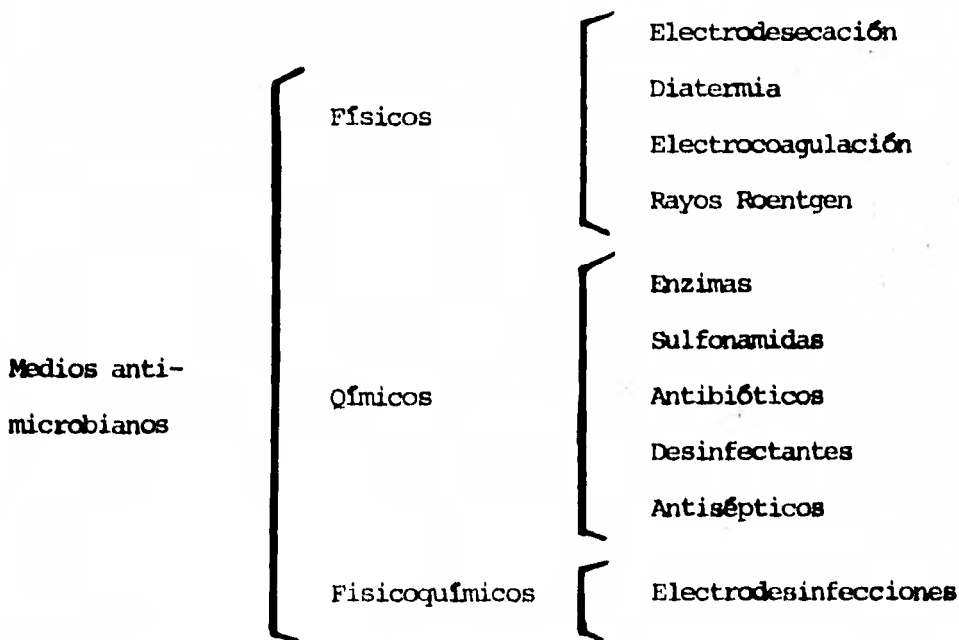 Electrodesecación
Diatermia
Físicos
Electrocoagulación
Rayos Roentgen
Enzimas
Sulfonamidas
Medios anti-
microbianos
Qímicos
Antibióticos
Desinfectantes
Antisépticos
Fisicoquímicos
Electrodesinfecciones